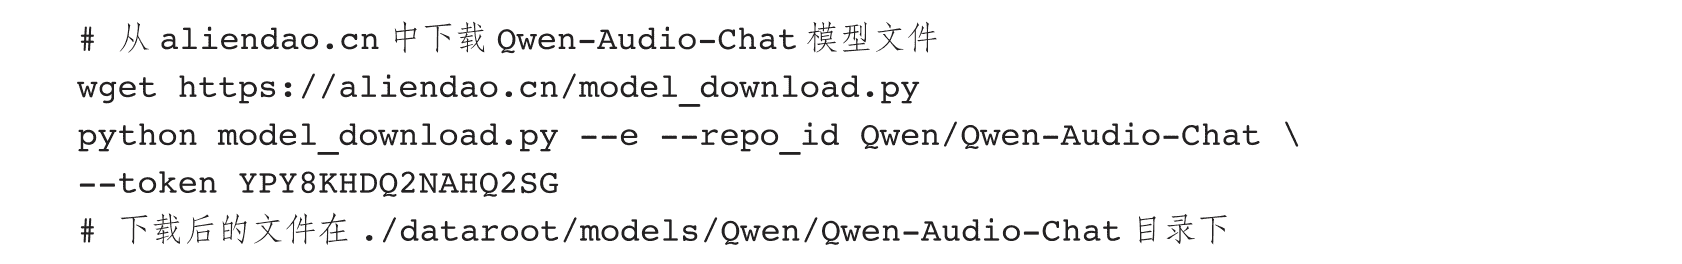 # 从 aliendao.cn 中下载 Qwen-Audio-Chat 模型文件
wget https://aliendao.cn/model_download.py
python model_download.py --e --repo_id Qwen/Qwen-Audio-Chat \
--token YPY8KHDQ2NAHQ2SG
# 下载后的文件在 ./dataroot/models/Qwen/Qwen-Audio-Chat 目录下